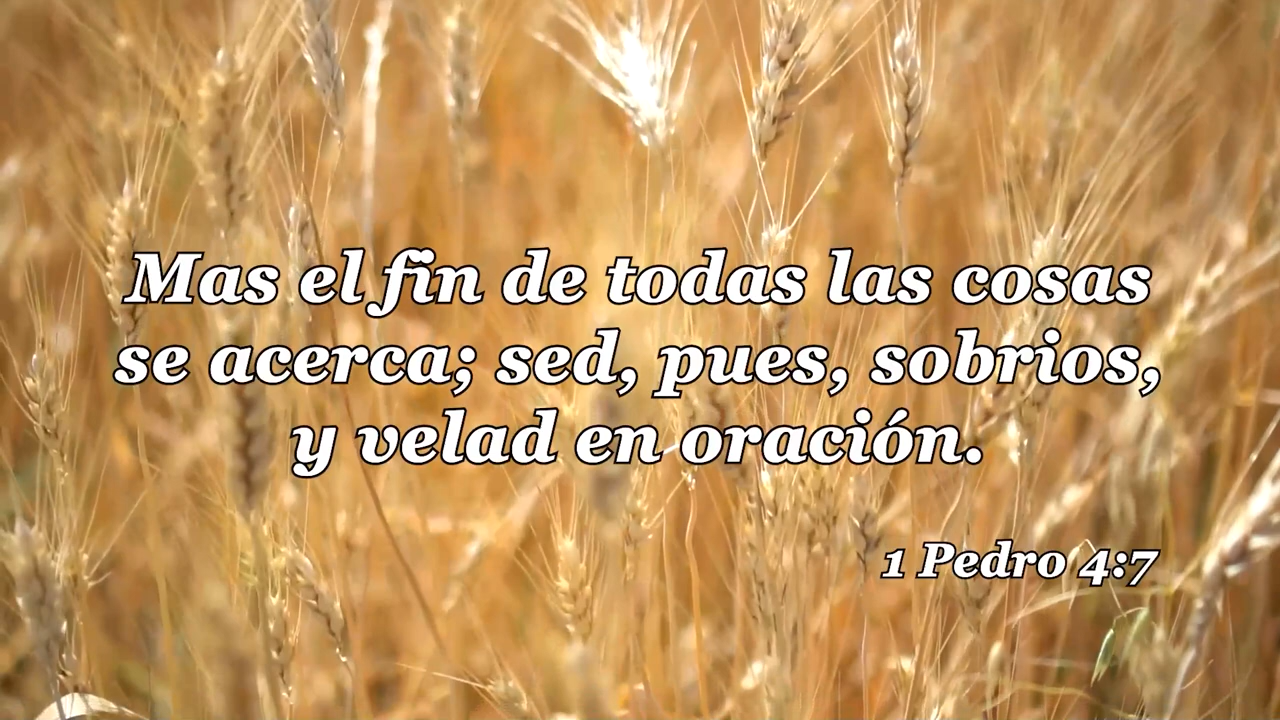 Mas el fin de todas las cosas
se acerca; sed, pues, sobrios,
y velad en oración.
1 Pedro 4:7